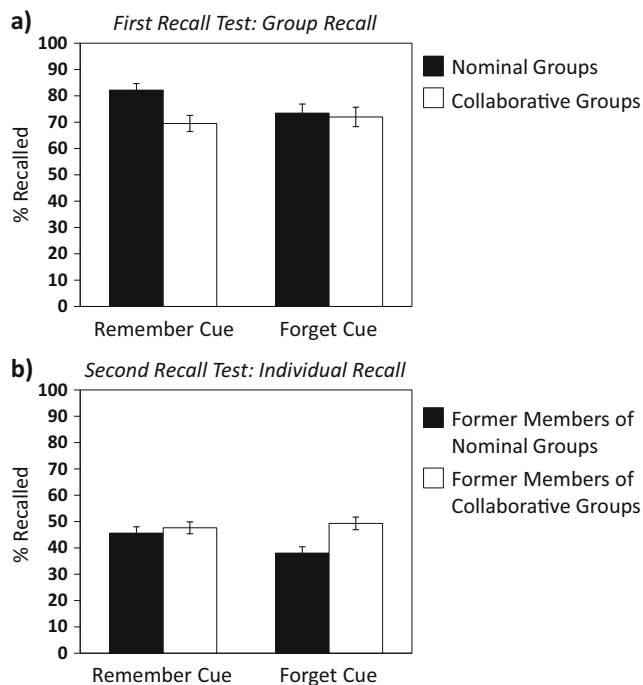 a)
First Recall Test: Group Recall
100
90
80
70
60
50
40
30
20
10
0
% Recalled
Remember Cue
Forget Cue
Nominal Groups
Collaborative Groups
b)
Second Recall Test: Individual Recall
100
90
80
70
60
50
40
30
20
10
0
% Recalled
Remember Cue
Forget Cue
Former Members of
Nominal Groups
Former Members of
Collaborative Groups